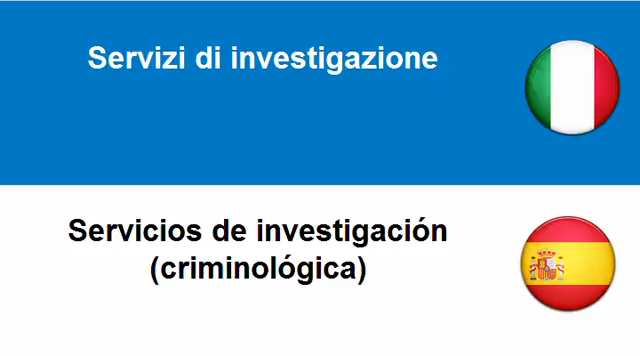 Servizi di investigazione
Servicios de investigación
(criminológica)